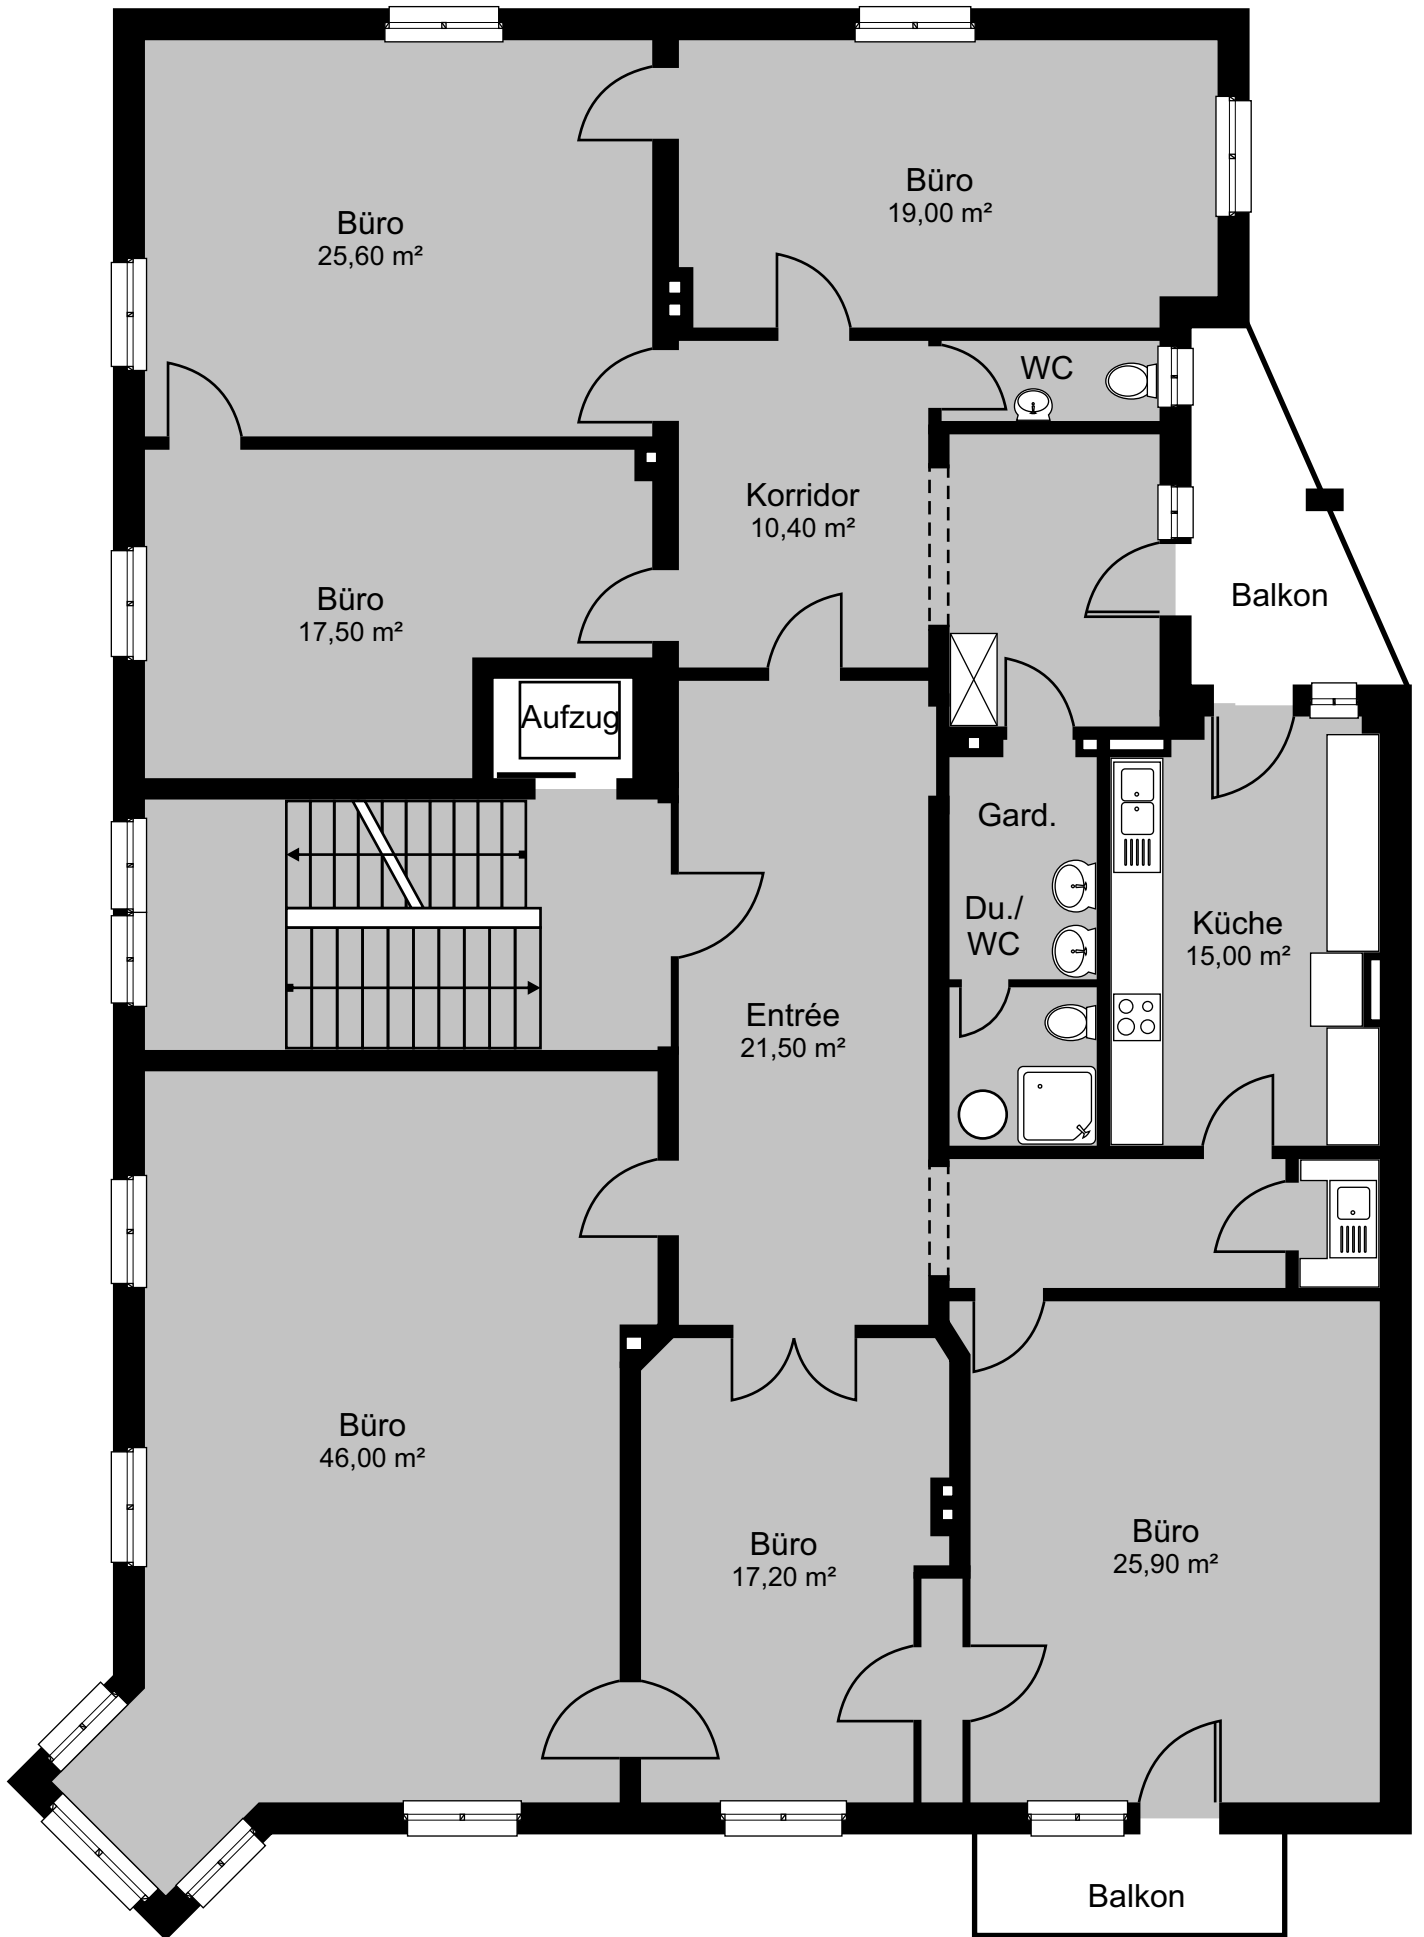 Büro
25,60 m²
Büro
19,00 m²
WC
Korridor
10,40 m²
Büro
17,50 m²
Balkon
Aufzug
Gard.
Du./
WC
Küche
15,00 m²
Entrée
21,50 m²
Büro
46,00 m²
Büro
17,20 m²
Büro
25,90 m²
Balkon